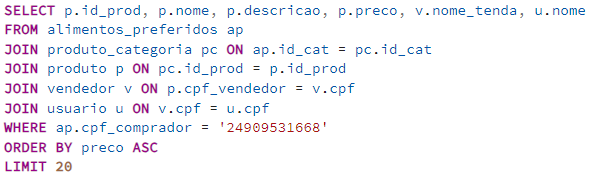 SELECT p.id_prod, p.nome, p.descricao, p.preco, v.nome_tenda, u.nome
FROM alimentos_preferidos ap
JOIN produto_categoria pc ON ap.id_cat = pc.id_cat
JOIN produto p ON pc.id_prod = p.id_prod
JOIN vendedor v ON p.cpf_vendedor = v.cpf
JOIN usuario u ON v.cpf = u.cpf
WHERE ap.cpf_comprador = '24909531668'
ORDER BY preco ASC
LIMIT 20